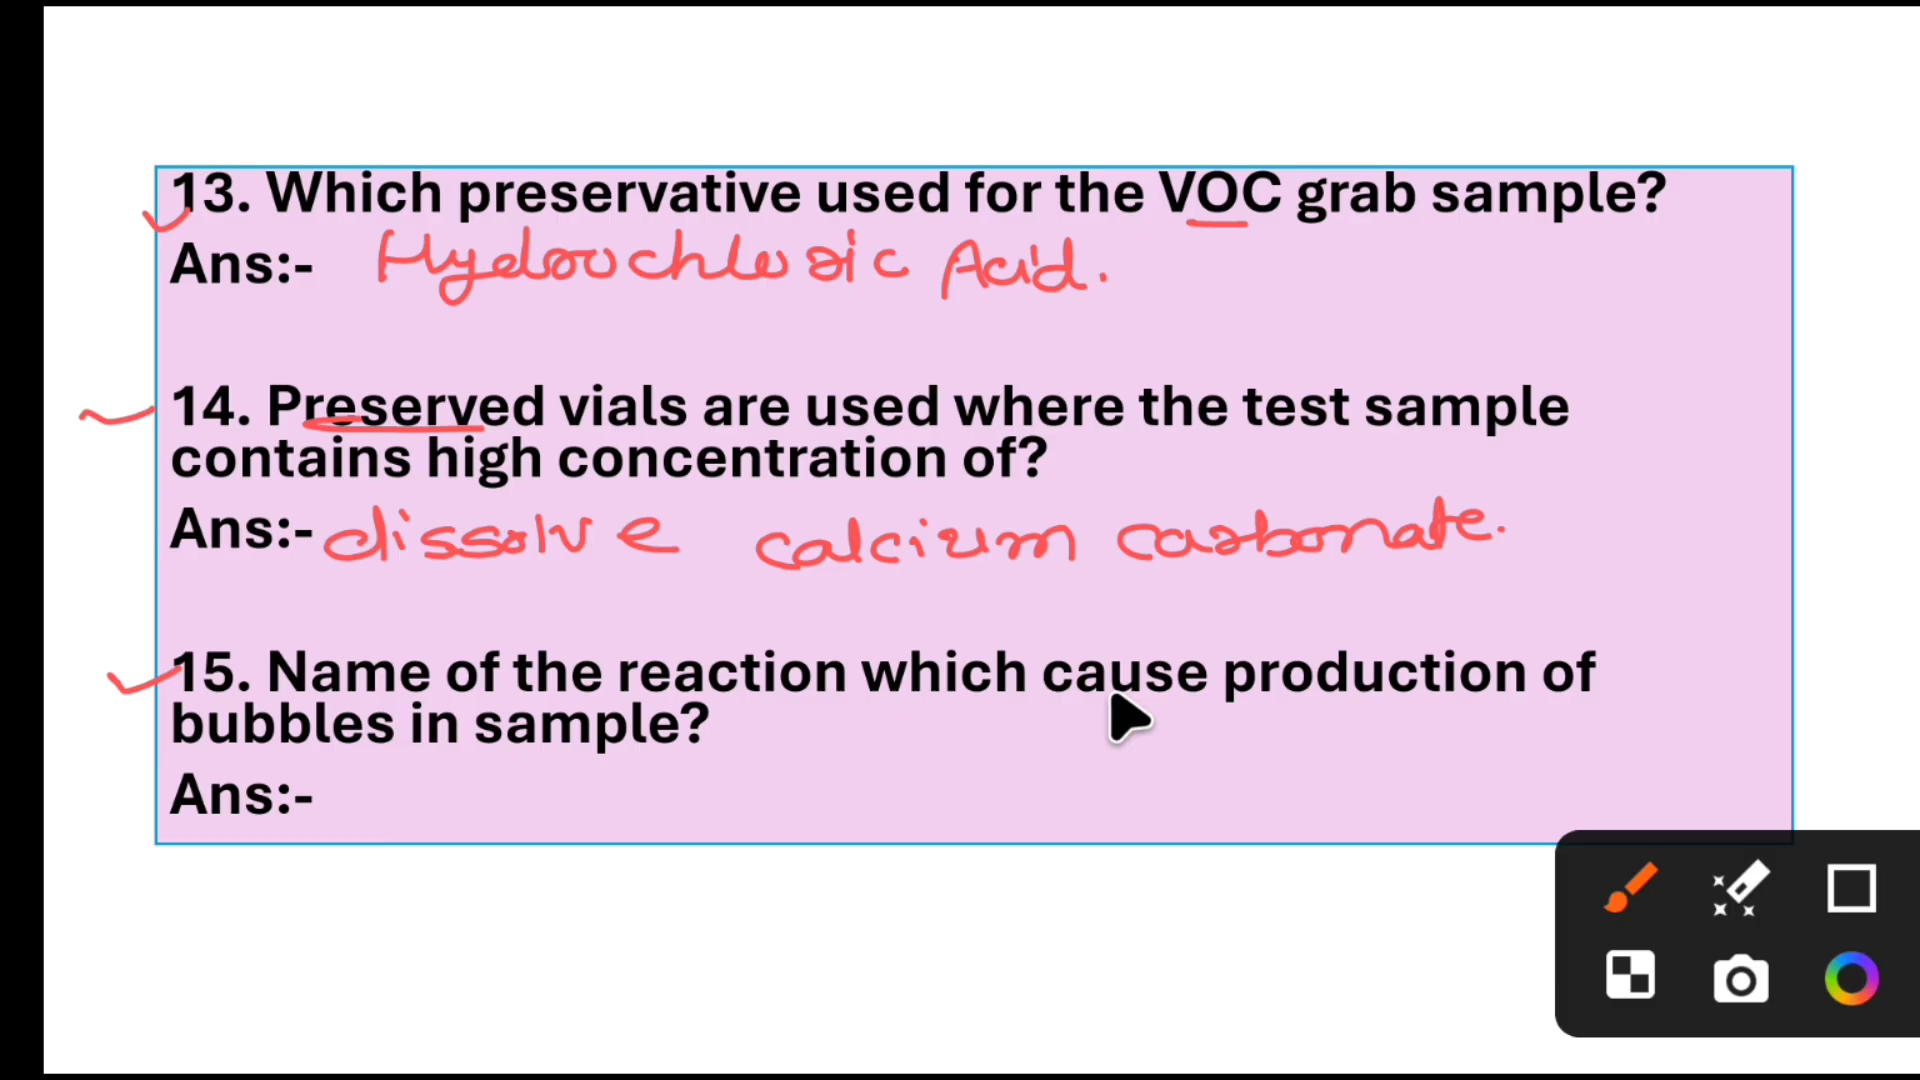 13. Which preservative used for the VOC grab sample?
Ans:- Hydrochloric Acid.
14. Preserved vials are used where the test sample
contains high concentration of?
Ans:- dissolve calcium carbonate.
15. Name of the reaction which cause production of
bubbles in sample?
Ans:-